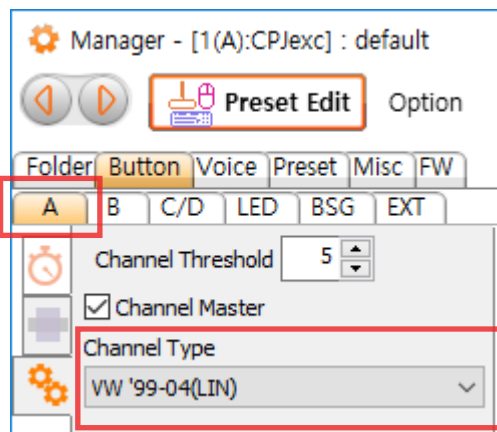 Manager - [1(A):CPJexc] : default
Preset Edit Option
Folder Button Voice Preset Misc FW
A B C/D LED BSG EXT
Channel Threshold 5
Channel Master
Channel Type
VW '99-04(LIN)